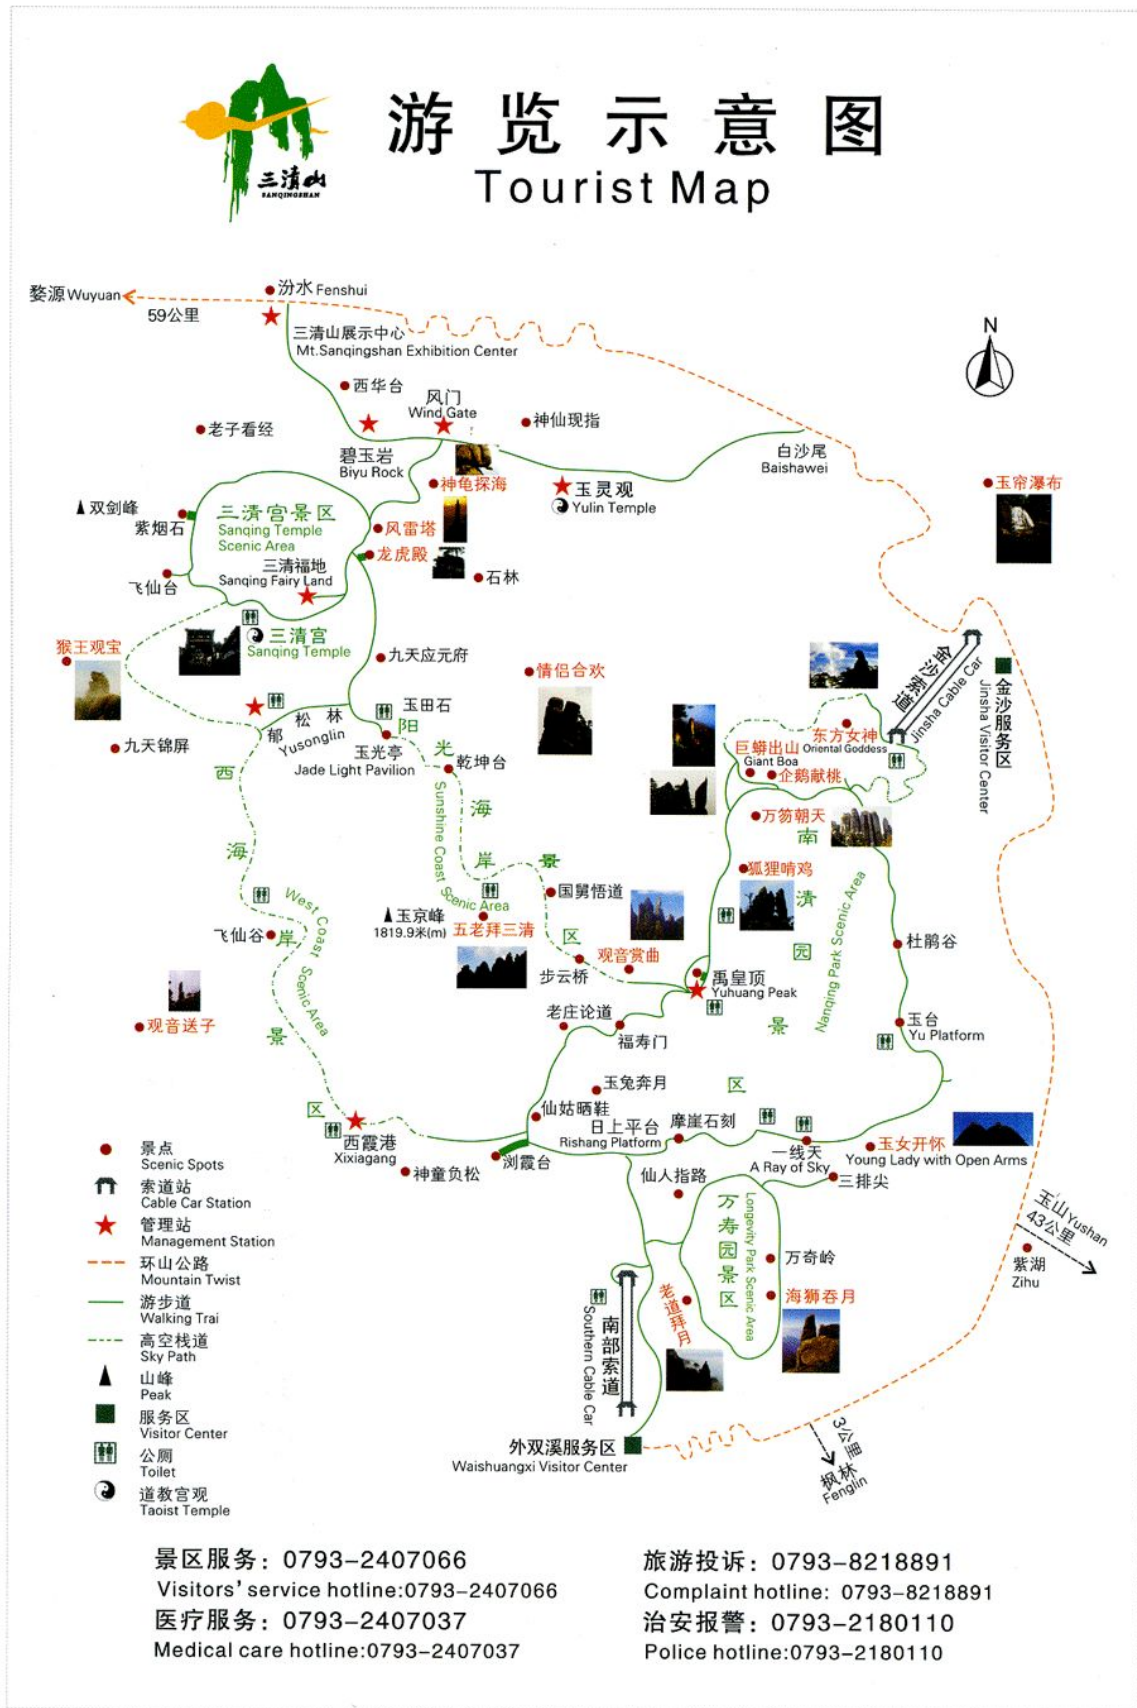 三清山
SANQINGSHAN
游览示意图
Tourist Map
婺源 Wuyuan
59公里
汾水 Fenshui
三清山展示中心
Mt.Sanqingshan Exhibition Center
N
西华台
风门
Wind Gate
神仙现指
老子看经
碧玉岩
Biyu Rock
白沙尾
Baishawei
神龟探海
玉灵观
Yulin Temple
玉帘瀑布
双剑峰
紫烟石
三清宫景区
Sanqing Temple
Scenic Area
风雷塔
龙虎殿
石林
三清福地
Sanqing Fairy Land
飞仙台
三清宫
Sanqing Temple
猴王观宝
九天应元府
情侣合欢
金沙索道
Jinsha Cable Car
金沙服务区
Jinsha Visitor Center
九天锦屏
郁松林
Yusonglin
玉田石
玉光亭
Jade Light Pavilion
乾坤台
东方女神
Oriental Goddess
巨蟒出山
Giant Boa
企鹅献桃
万笏朝天
狐狸啃鸡
阳光海岸景区
Sunshine Coast Scenic Area
西海岸景区
West Coast Scenic Area
南清园景区
Nanqing Park Scenic Area
国舅悟道
玉京峰
1819.9米(m)
五老拜三清
飞仙谷
步云桥
观音赏曲
禹皇顶
Yuhuang Peak
杜鹃谷
观音送子
老庄论道
福寿门
玉台
Yu Platform
玉兔奔月
仙姑晒鞋
日上平台
Rishang Platform
摩崖石刻
一线天
A Ray of Sky
玉女开怀
Young Lady with Open Arms
西霞港
Xixiagang
神童负松
浏霞台
仙人指路
三排尖
万寿园景区
Longevity Park Scenic Area
万奇岭
海狮吞月
老道拜月
玉山 Yushan
43公里
紫湖
Zihu
南部索道
Southern Cable Car
外双溪服务区
Waishuangxi Visitor Center
3公里
枫林
Fenglin
景点
Scenic Spots
索道站
Cable Car Station
管理站
Management Station
环山公路
Mountain Twist
游步道
Walking Trai
高空栈道
Sky Path
山峰
Peak
服务区
Visitor Center
公厕
Toilet
道教宫观
Taoist Temple
景区服务：0793-2407066
Visitors' service hotline:0793-2407066
医疗服务：0793-2407037
Medical care hotline:0793-2407037
旅游投诉：0793-8218891
Complaint hotline: 0793-8218891
治安报警：0793-2180110
Police hotline:0793-2180110